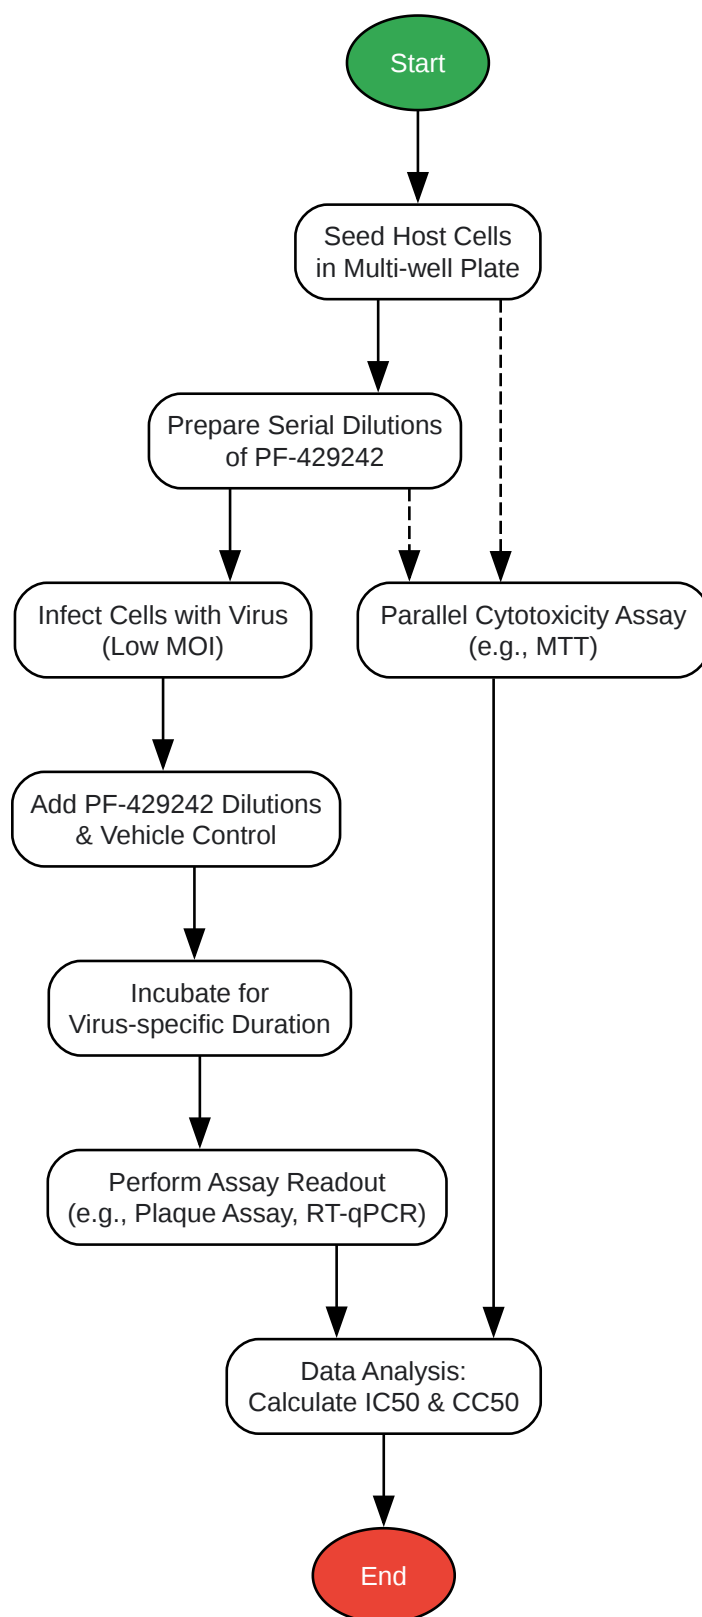 Start
Seed Host Cells
in Multi-well Plate
Prepare Serial Dilutions
of PF-429242
Infect Cells with Virus
(Low MOI)
Parallel Cytotoxicity Assay
(e.g., MTT)
Add PF-429242 Dilutions
& Vehicle Control
Incubate for
Virus-specific Duration
Perform Assay Readout
(e.g., Plaque Assay, RT-qPCR)
Data Analysis:
Calculate IC50 & CC50
End